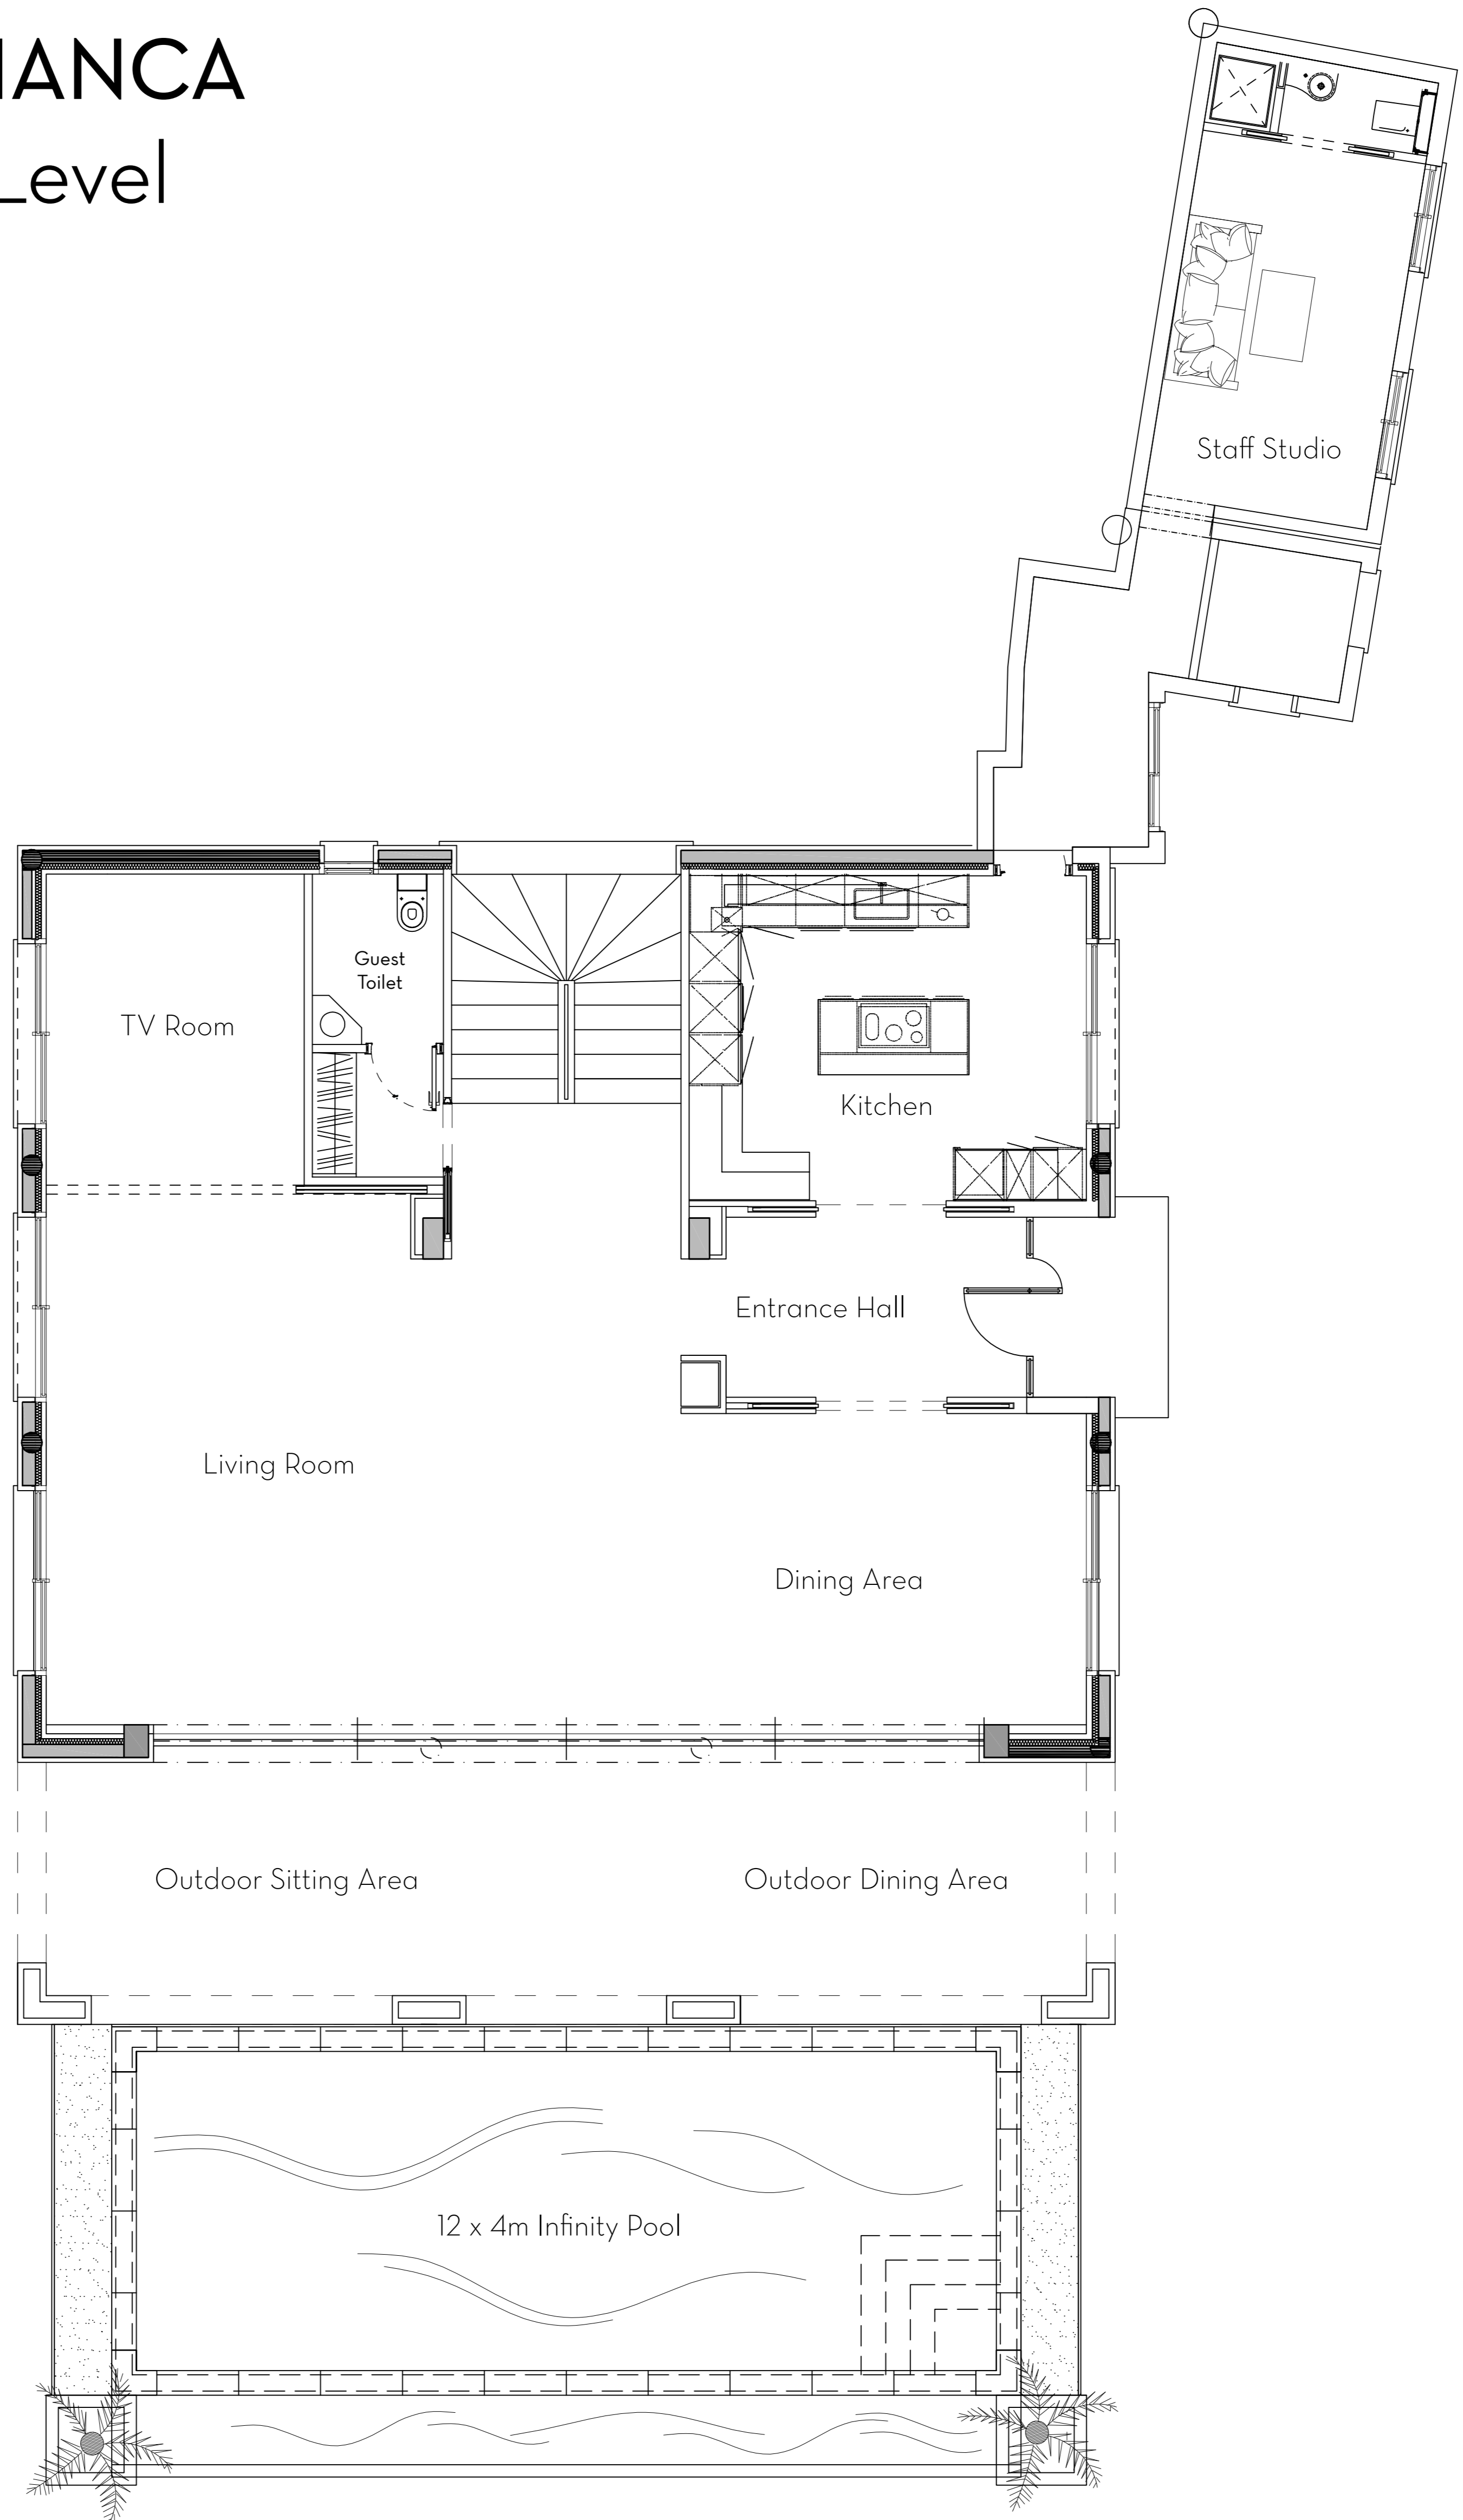 IANCA
Level
Staff Studio
Guest
Toilet
TV Room
Kitchen
Entrance Hall
Living Room
Dining Area
Outdoor Sitting Area
Outdoor Dining Area
12 x 4m Infinity Pool